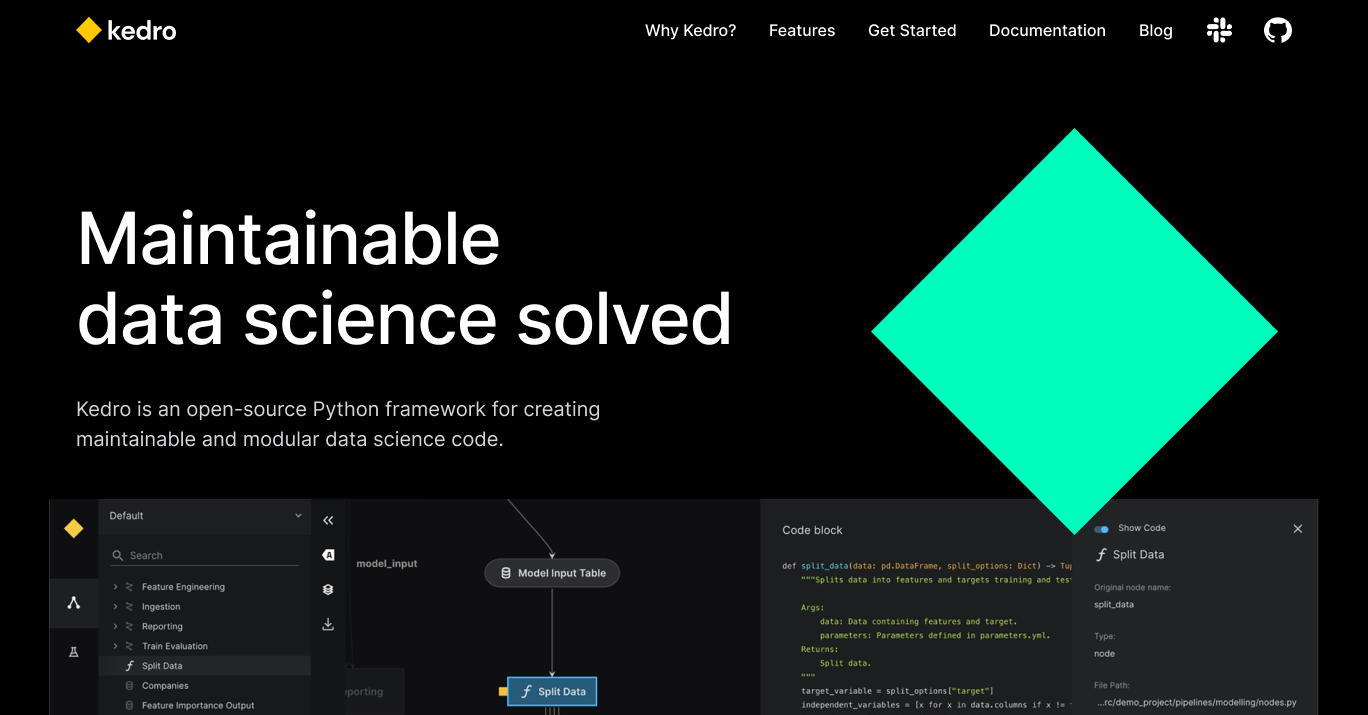 kedro
Why Kedro?
Features
Get Started
Documentation
Blog
Maintainable
data science solved
Kedro is an open-source Python framework for creating
maintainable and modular data science code.
Default
Search
Feature Engineering
Ingestion
Reporting
Train Evaluation
Split Data
Companies
Feature Importance Output
model_input
Model Input Table
eporting
Split Data
Code block
def split_data(data: pd.DataFrame, split_options: Dict) -> Tup
"""Splits data into features and targets training and test
Args:
data: Data containing features and target.
parameters: Parameters defined in parameters.yml.
Returns:
Split data.
"""
target_variable = split_options["target"]
independent_variables = [x for x in data.columns if x !=
Show Code
Split Data
Original node name:
split_data
Type:
node
File Path:
...rc/demo_project/pipelines/modelling/nodes.py